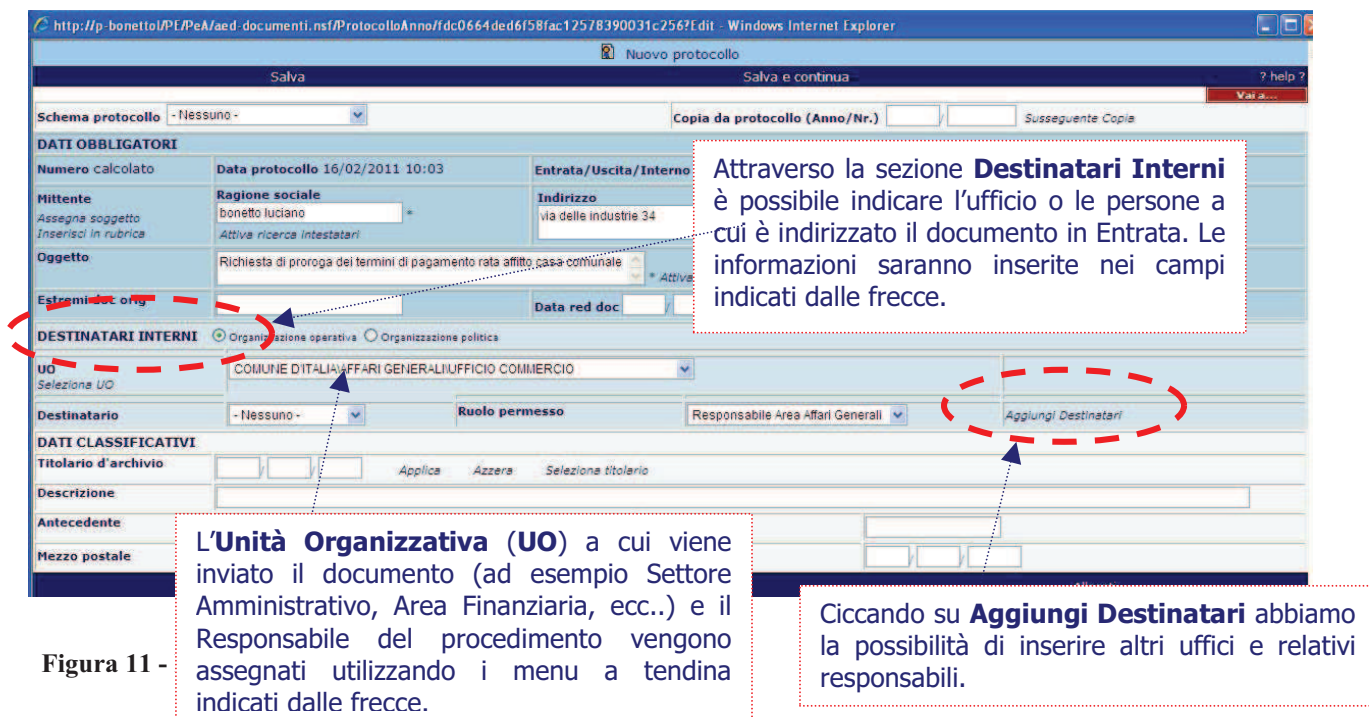 http://p-bonettol/PE/PeA/aed-documenti.nsf/ProtocolloAnno/fdc0664ded6f58fac12578390031c256?Edit - Windows Internet Explorer
Nuovo protocollo
Salva Salva e continua ? help ?
Vai a...
Schema protocollo - Nessuno - Copia da protocollo (Anno/Nr.) / Susseguente Copia
DATI OBBLIGATORI
Numero calcolato Data protocollo 16/02/2011 10:03 Entrata/Uscita/Interno
Mittente Ragione sociale Indirizzo
Assegna soggetto bonetto luciano * via delle industrie 34
Inserisci in rubrica Attiva ricerca intestatari
Oggetto Richiesta di proroga dei termini di pagamento rata affitto casa comunale * Attiva
Estremi doc orig Data red doc /
DESTINATARI INTERNI Organizzazione operativa Organizzazione politica
UO COMUNE D'ITALIA\AFFARI GENERALI\UFFICIO COMMERCIO
Seleziona UO
Destinatario - Nessuno - Ruolo permesso Responsabile Area Affari Generali Aggiungi Destinatari
DATI CLASSIFICATIVI
Titolario d'archivio / / Applica Azzera Seleziona titolario
Descrizione
Antecedente
Mezzo postale / /
Attraverso la sezione Destinatari Interni
è possibile indicare l'ufficio o le persone a
cui è indirizzato il documento in Entrata. Le
informazioni saranno inserite nei campi
indicati dalle frecce.
L'Unità Organizzativa (UO) a cui viene
inviato il documento (ad esempio Settore
Amministrativo, Area Finanziaria, ecc..) e il
Responsabile del procedimento vengono
assegnati utilizzando i menu a tendina
indicati dalle frecce.
Ciccando su Aggiungi Destinatari abbiamo
la possibilità di inserire altri uffici e relativi
responsabili.
Figura 11 -